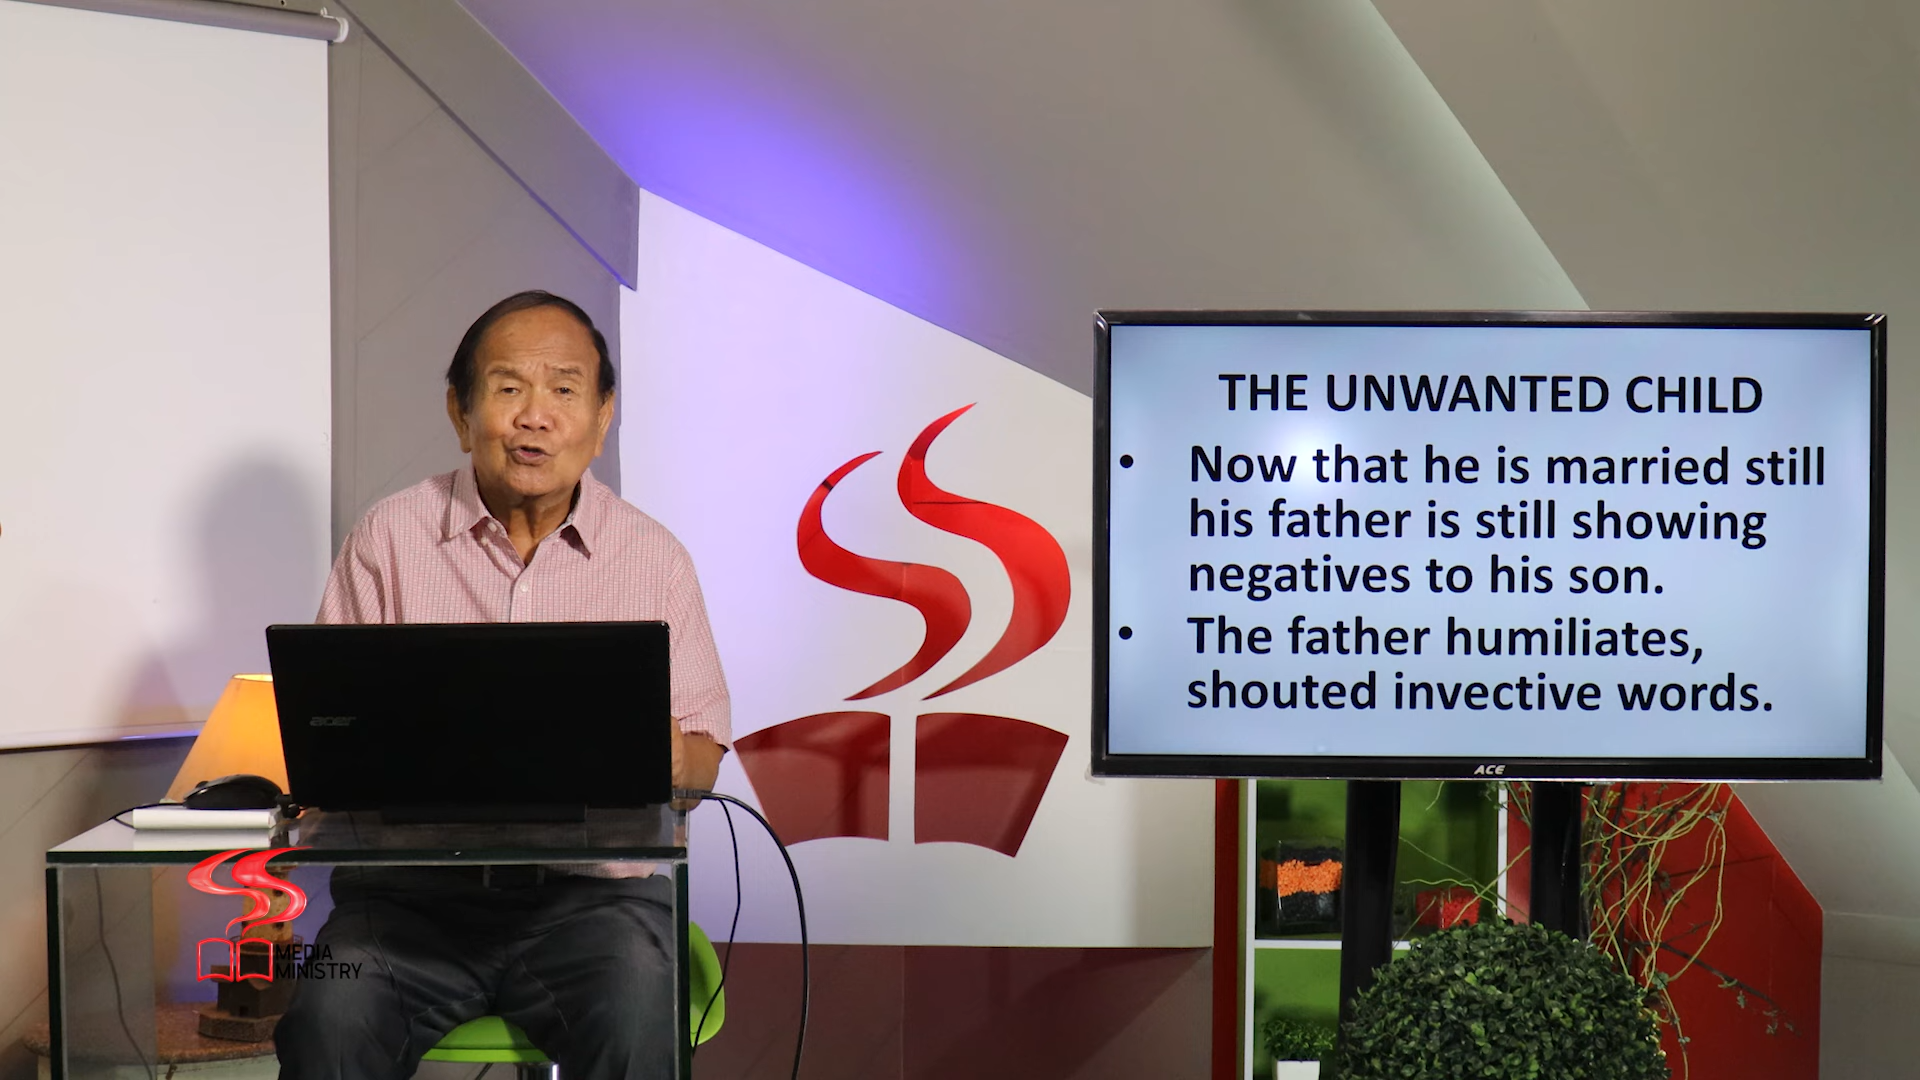 THE UNWANTED CHILD
• Now that he is married still
his father is still showing
negatives to his son.
• The father humiliates,
shouted invective words.
ACE
acer
MEDIA
MINISTRY